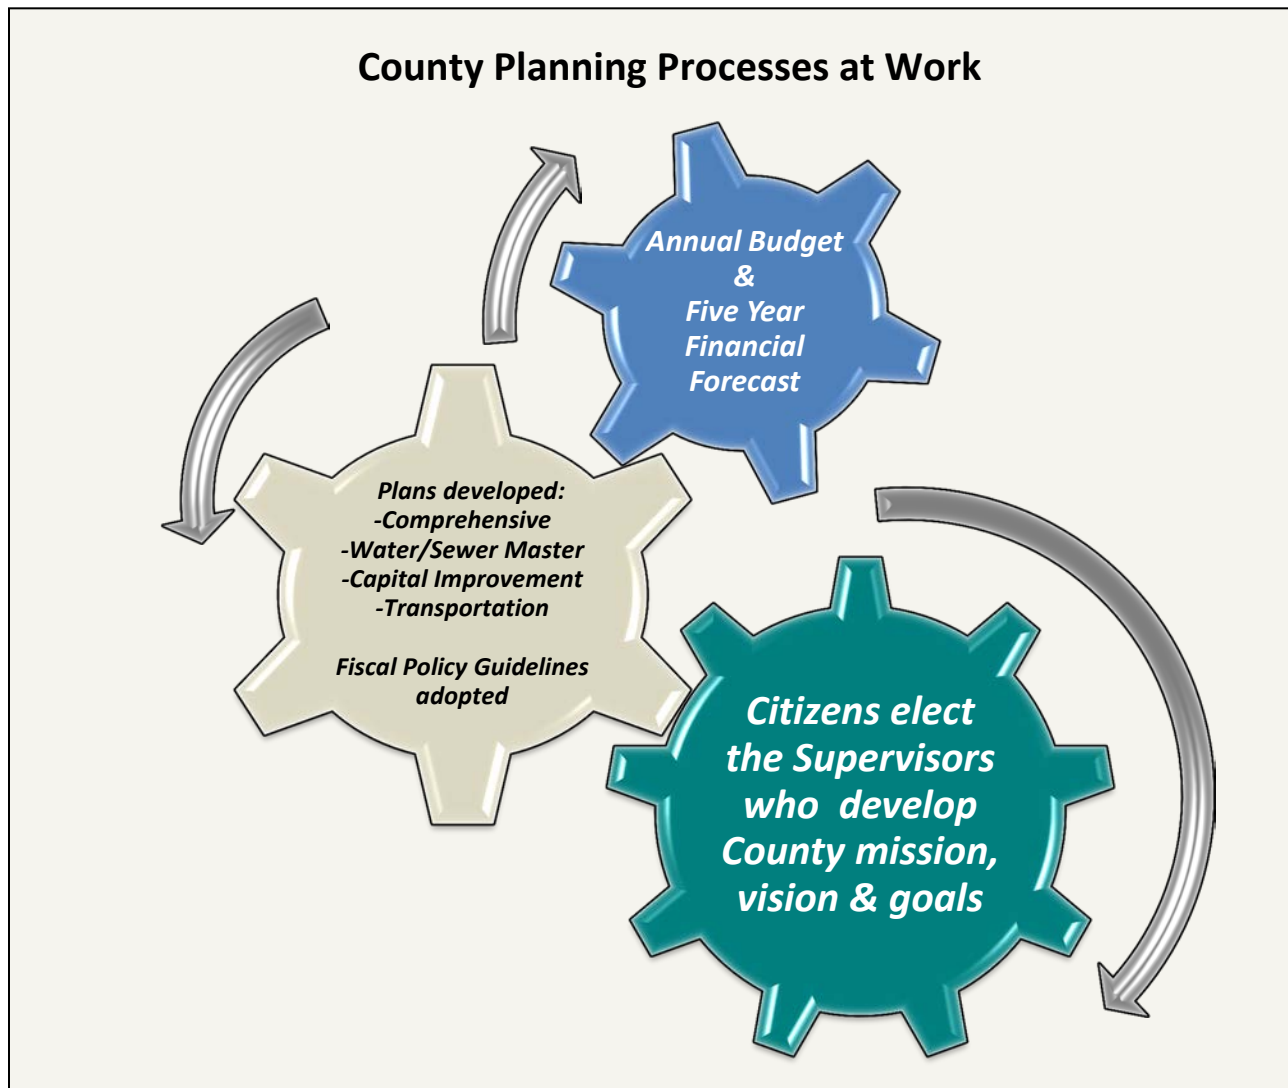 County Planning Processes at Work
Annual Budget
&
Five Year
Financial
Forecast
Plans developed:
-Comprehensive
-Water/Sewer Master
-Capital Improvement
-Transportation
Fiscal Policy Guidelines
adopted
Citizens elect
the Supervisors
who develop
County mission,
vision & goals